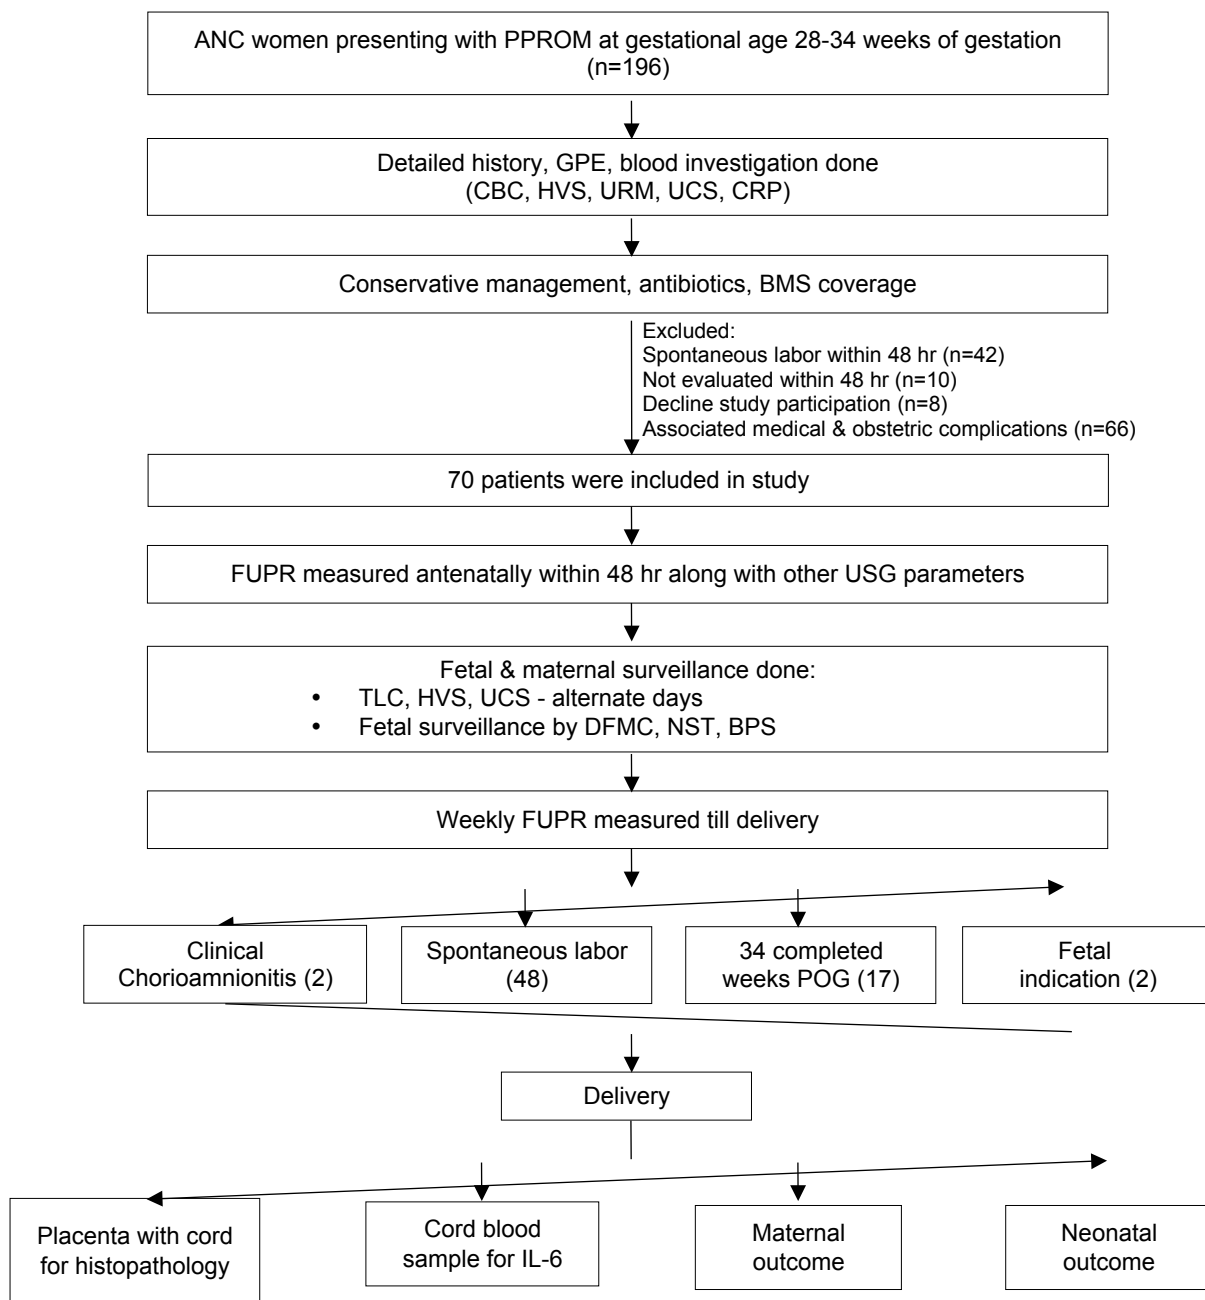 ANC women presenting with PPROM at gestational age 28-34 weeks of gestation
(n=196)
Detailed history, GPE, blood investigation done
(CBC, HVS, URM, UCS, CRP)
Conservative management, antibiotics, BMS coverage
Excluded:
Spontaneous labor within 48 hr (n=42)
Not evaluated within 48 hr (n=10)
Decline study participation (n=8)
Associated medical & obstetric complications (n=66)
70 patients were included in study
FUPR measured antenatally within 48 hr along with other USG parameters
Fetal & maternal surveillance done:
• TLC, HVS, UCS - alternate days
• Fetal surveillance by DFMC, NST, BPS
Weekly FUPR measured till delivery
Clinical
Chorioamnionitis (2)
Spontaneous labor
(48)
34 completed
weeks POG (17)
Fetal
indication (2)
Delivery
Placenta with cord
for histopathology
Cord blood
sample for IL-6
Maternal
outcome
Neonatal
outcome